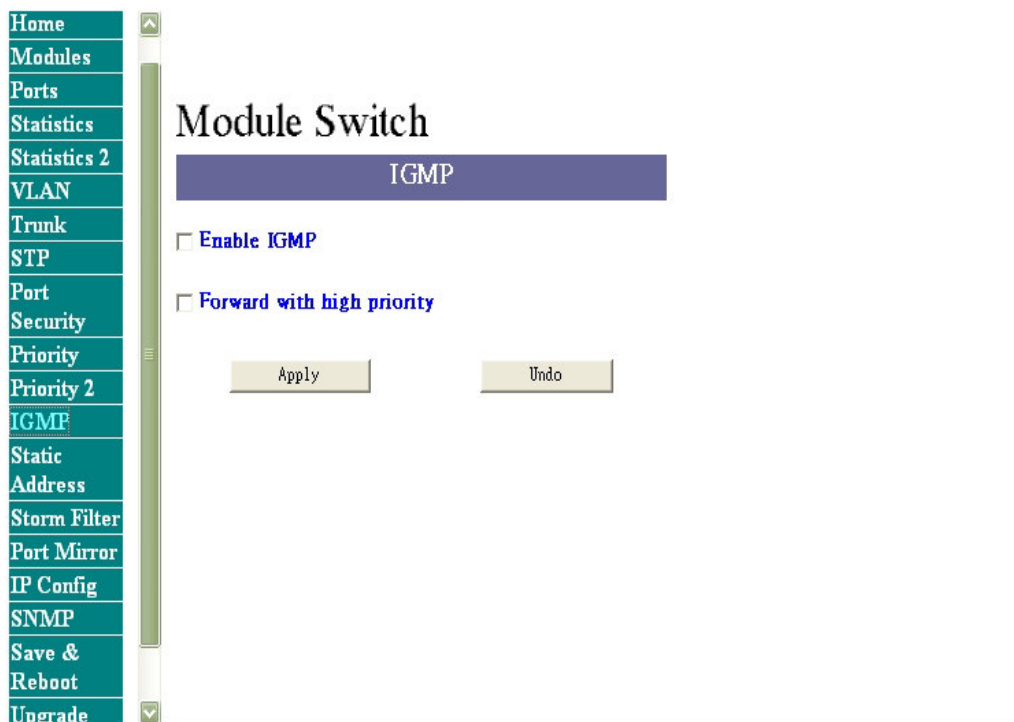 Home
Modules
Ports
Statistics
Statistics 2
VLAN
Trunk
STP
Port
Security
Priority
Priority 2
IGMP
Static
Address
Storm Filter
Port Mirror
IP Config
SNMP
Save &
Reboot
Upgrade
Module Switch
IGMP
Enable IGMP
Forward with high priority
Apply
Undo